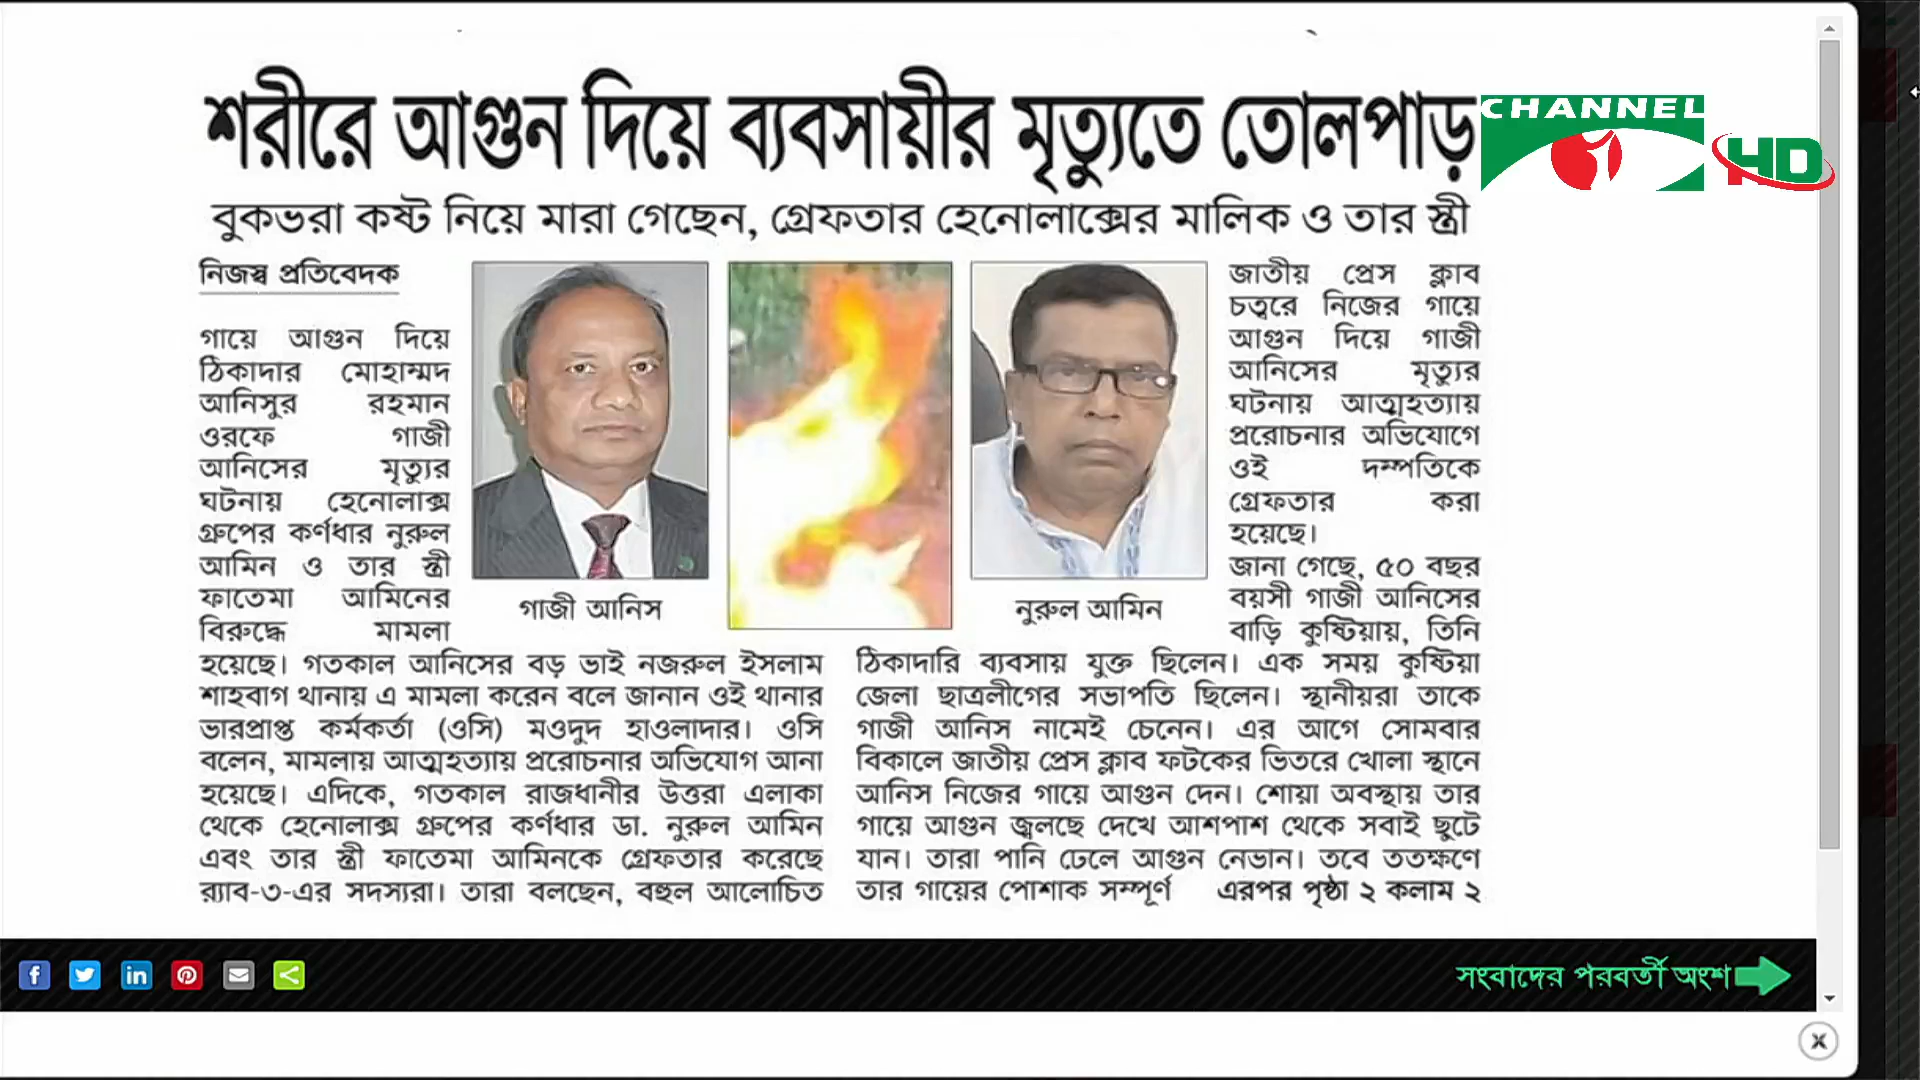 শরীরে আগুন দিয়ে ব্যবসায়ীর মৃত্যুতে তোলপাড়
CHANNEL
HD
বুকভরা কষ্ট নিয়ে মারা গেছেন, গ্রেফতার হেনোলাক্সের মালিক ও তার স্ত্রী
নিজস্ব প্রতিবেদক
গায়ে আগুন দিয়ে
ঠিকাদার মোহাম্মদ
আনিসুর রহমান
ওরফে গাজী
আনিসের মৃত্যুর
ঘটনায় হেনোলাক্স
গ্রুপের কর্ণধার নুরুল
আমিন ও তার স্ত্রী
ফাতেমা আমিনের
বিরুদ্ধে মামলা
হয়েছে। গতকাল আনিসের বড় ভাই নজরুল ইসলাম
শাহবাগ থানায় এ মামলা করেন বলে জানান ওই থানার
ভারপ্রাপ্ত কর্মকর্তা (ওসি) মওদুদ হাওলাদার। ওসি
বলেন, মামলায় আত্মহত্যায় প্ররোচনার অভিযোগ আনা
হয়েছে। এদিকে, গতকাল রাজধানীর উত্তরা এলাকা
থেকে হেনোলাক্স গ্রুপের কর্ণধার ডা. নুরুল আমিন
এবং তার স্ত্রী ফাতেমা আমিনকে গ্রেফতার করেছে
র‌্যাব-৩-এর সদস্যরা। তারা বলছেন, বহুল আলোচিত
গাজী আনিস
নুরুল আমিন
জাতীয় প্রেস ক্লাব
চত্বরে নিজের গায়ে
আগুন দিয়ে গাজী
আনিসের মৃত্যুর
ঘটনায় আত্মহত্যায়
প্ররোচনার অভিযোগে
ওই দম্পতিকে
গ্রেফতার করা
হয়েছে।
জানা গেছে, ৫০ বছর
বয়সী গাজী আনিসের
বাড়ি কুষ্টিয়ায়, তিনি
ঠিকাদারি ব্যবসায় যুক্ত ছিলেন। এক সময় কুষ্টিয়া
জেলা ছাত্রলীগের সভাপতি ছিলেন। স্থানীয়রা তাকে
গাজী আনিস নামেই চেনেন। এর আগে সোমবার
বিকালে জাতীয় প্রেস ক্লাব ফটকের ভিতরে খোলা স্থানে
আনিস নিজের গায়ে আগুন দেন। শোয়া অবস্থায় তার
গায়ে আগুন জ্বলছে দেখে আশপাশ থেকে সবাই ছুটে
যান। তারা পানি ঢেলে আগুন নেভান। তবে ততক্ষণে
তার গায়ের পোশাক সম্পূর্ণ এরপর পৃষ্ঠা ২ কলাম ২
সংবাদের পরবর্তী অংশ